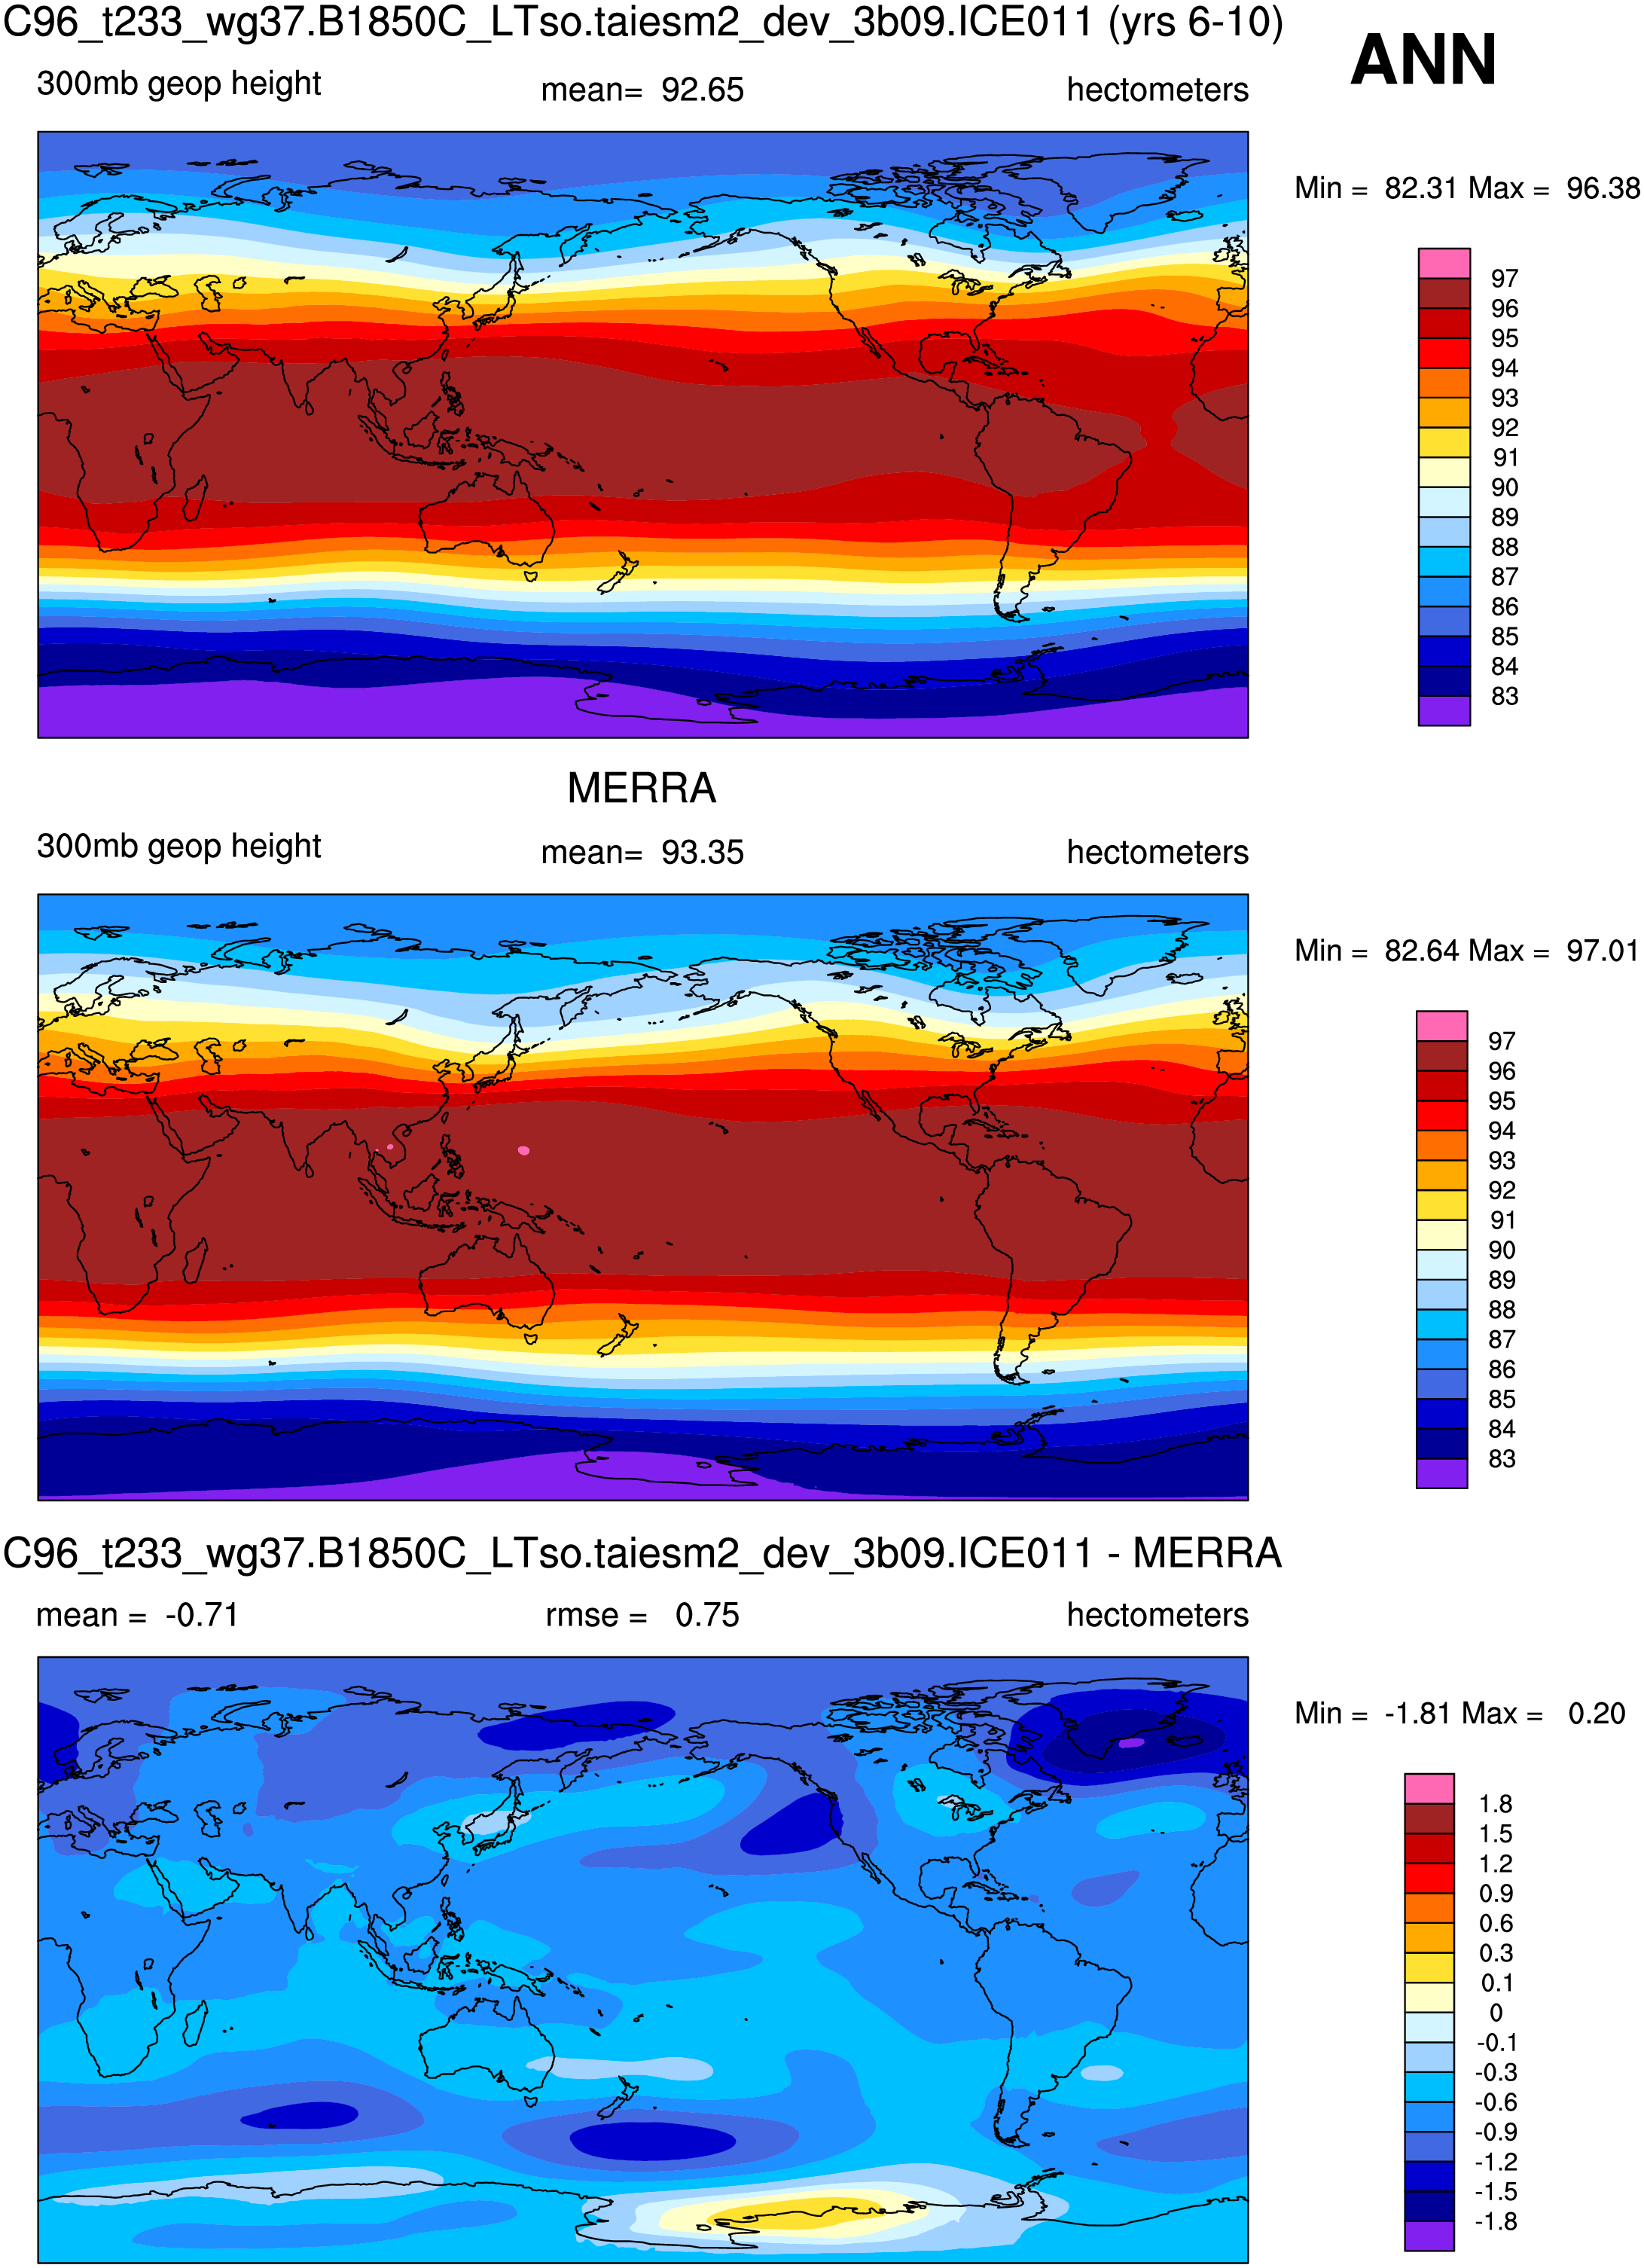 C96_t233_wg37.B1850C_LTso.taiesm2_dev_3b09.ICE011 (yrs 6-10)
ANN
300mb geop height
mean= 92.65
hectometers
Min = 82.31 Max = 96.38
97
96
95
94
93
92
91
90
89
88
87
86
85
84
83
MERRA
300mb geop height
mean= 93.35
hectometers
Min = 82.64 Max = 97.01
97
96
95
94
93
92
91
90
89
88
87
86
85
84
83
C96_t233_wg37.B1850C_LTso.taiesm2_dev_3b09.ICE011 - MERRA
mean = -0.71
rmse = 0.75
hectometers
Min = -1.81 Max = 0.20
1.8
1.5
1.2
0.9
0.6
0.3
0.1
0
-0.1
-0.3
-0.6
-0.9
-1.2
-1.5
-1.8